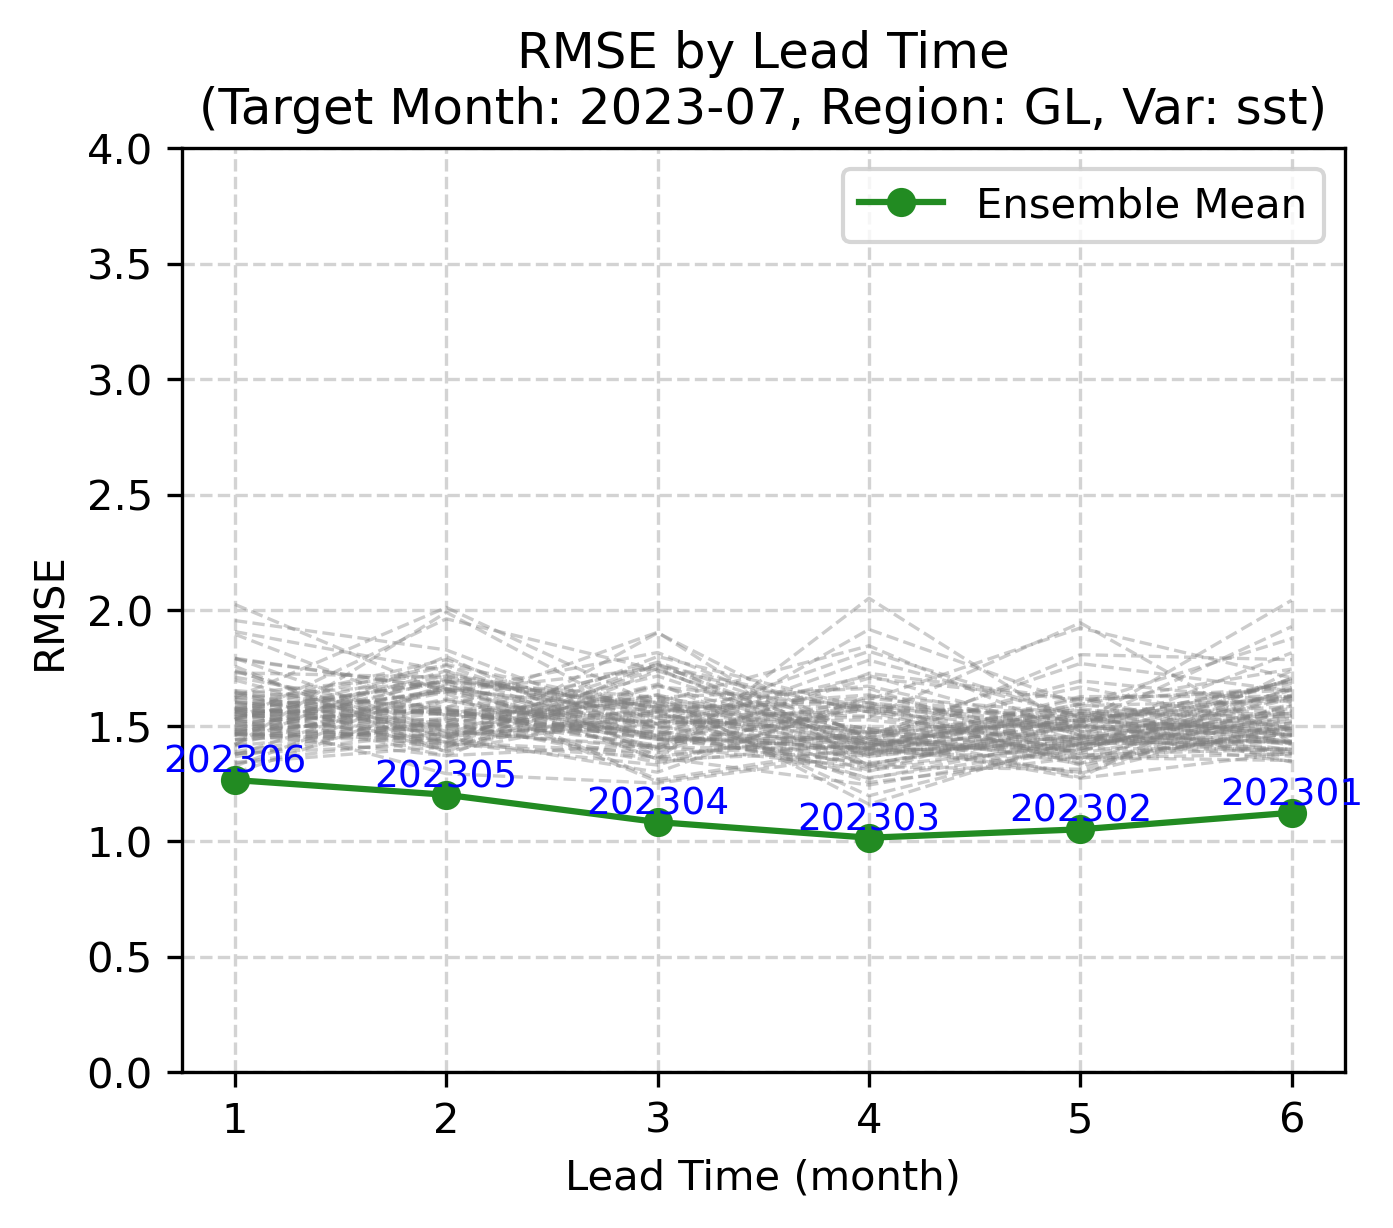 RMSE by Lead Time
(Target Month: 2023-07, Region: GL, Var: sst)
4.0
3.5
3.0
2.5
2.0
1.5
1.0
0.5
0.0
RMSE
Ensemble Mean
202306
202305
202304
202303
202302
202301
1 2 3 4 5 6
Lead Time (month)